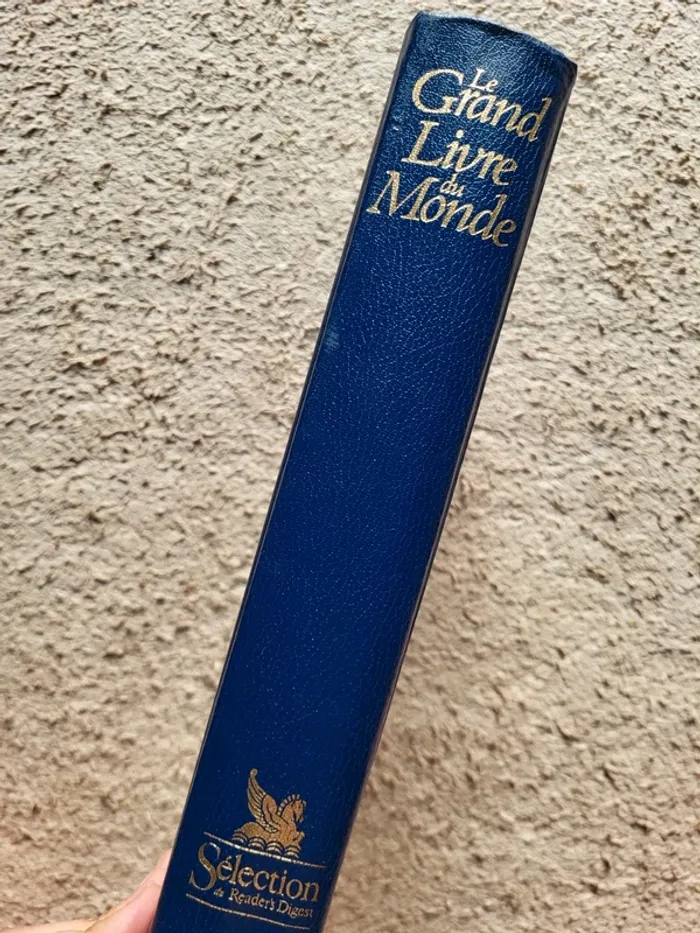 Le
Grand
Livre
du
Monde
Sélection
du Reader's Digest